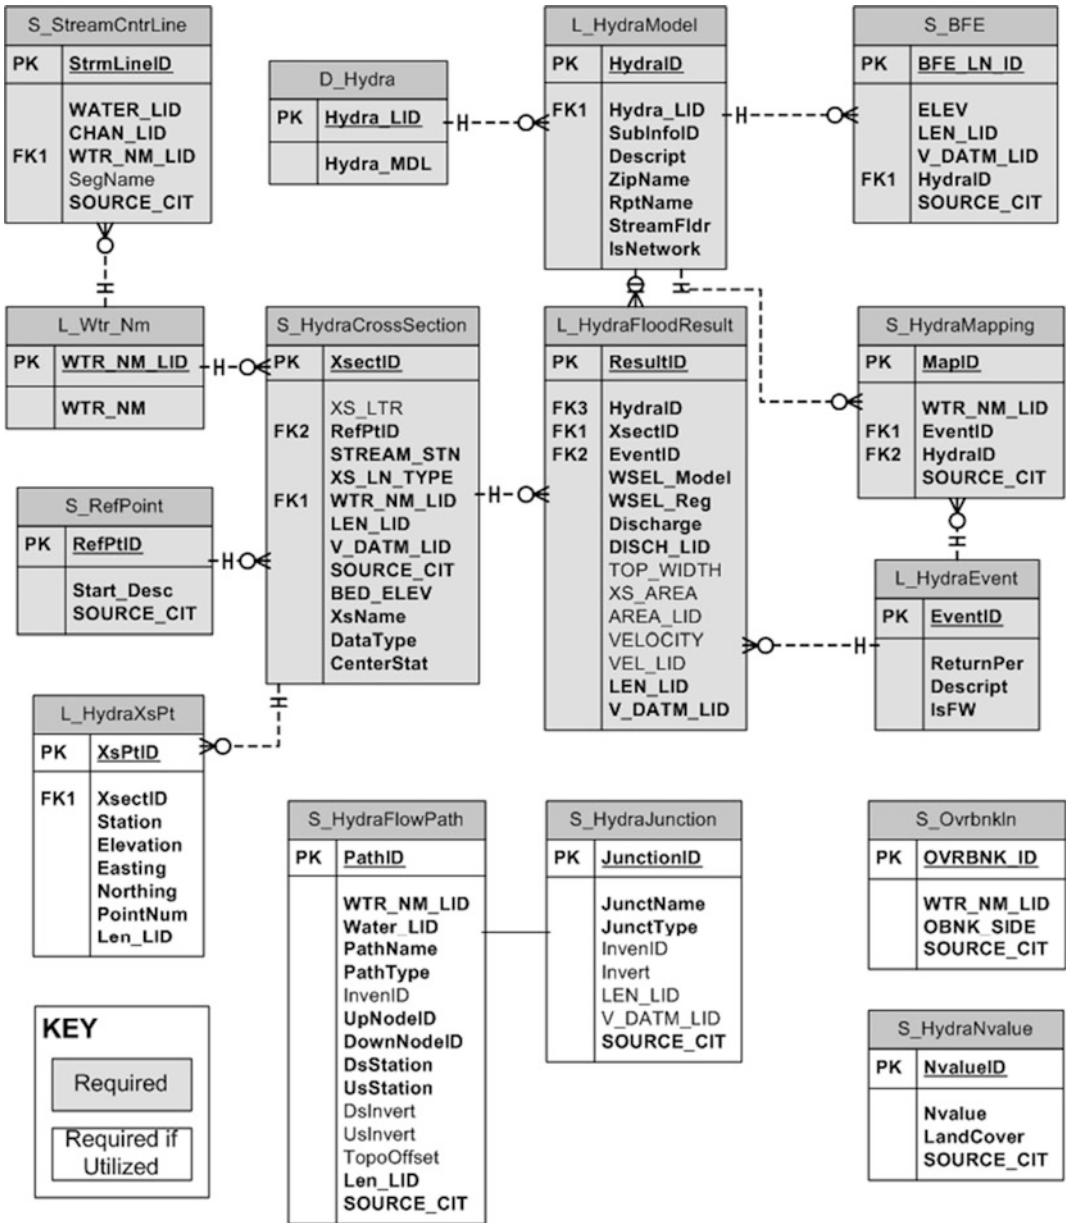 S_StreamCntrLine
PK StrmLineID
WATER_LID
CHAN_LID
FK1 WTR_NM_LID
SegName
SOURCE_CIT
D_Hydra
PK Hydra_LID
Hydra_MDL
L_HydraModel
PK HydraID
FK1 Hydra_LID
SubInfoID
Descript
ZipName
RptName
StreamFldr
IsNetwork
S_BFE
PK BFE_LN_ID
ELEV
LEN_LID
V_DATM_LID
FK1 HydraID
SOURCE_CIT
L_Wtr_Nm
PK WTR_NM_LID
WTR_NM
S_HydraCrossSection
PK XsectID
XS_LTR
FK2 RefPtID
STREAM_STN
XS_LN_TYPE
FK1 WTR_NM_LID
LEN_LID
V_DATM_LID
SOURCE_CIT
BED_ELEV
XsName
DataType
CenterStat
L_HydraFloodResult
PK ResultID
FK3 HydraID
FK1 XsectID
FK2 EventID
WSEL_Model
WSEL_Reg
Discharge
DISCH_LID
TOP_WIDTH
XS_AREA
AREA_LID
VELOCITY
VEL_LID
LEN_LID
V_DATM_LID
S_HydraMapping
PK MapID
WTR_NM_LID
FK1 EventID
FK2 HydraID
SOURCE_CIT
S_RefPoint
PK RefPtID
Start_Desc
SOURCE_CIT
L_HydraEvent
PK EventID
ReturnPer
Descript
IsFW
L_HydraXsPt
PK XsPtID
FK1 XsectID
Station
Elevation
Easting
Northing
PointNum
Len_LID
S_HydraFlowPath
PK PathID
WTR_NM_LID
Water_LID
PathName
PathType
InvenID
UpNodeID
DownNodeID
DsStation
UsStation
DsInvert
UsInvert
TopoOffset
Len_LID
SOURCE_CIT
S_HydraJunction
PK JunctionID
JunctName
JunctType
InvenID
Invert
LEN_LID
V_DATM_LID
SOURCE_CIT
S_Ovrbnkln
PK OVRBNK_ID
WTR_NM_LID
OBNK_SIDE
SOURCE_CIT
S_HydraNvalue
PK NvalueID
Nvalue
LandCover
SOURCE_CIT
KEY
Required
Required if
Utilized